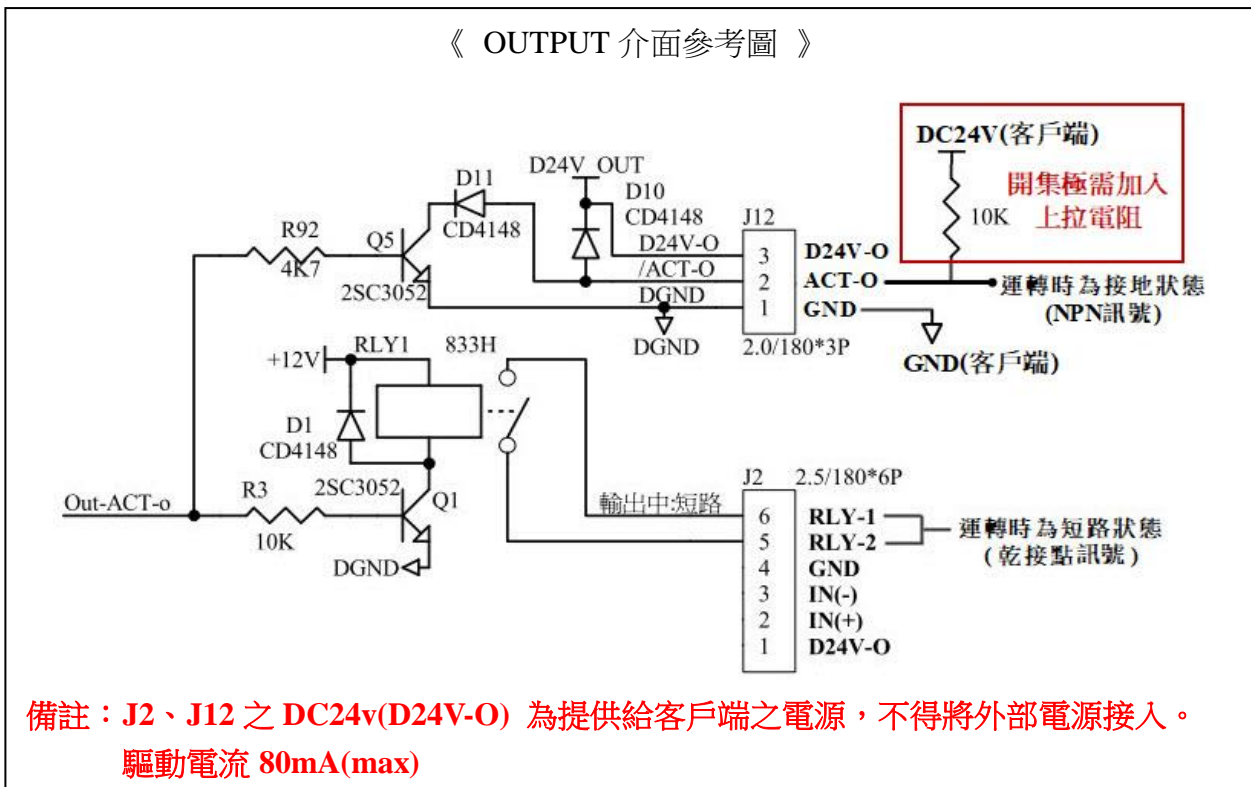 《 OUTPUT 介面參考圖 》
DC24V(客戶端)
開集極需加入
上拉電阻
10K
D24V OUT
D11
CD4148
D10
CD4148
J12
R92
4K7
Q5
2SC3052
D24V-O
/ACT-O
DGND
3
2
1
D24V-O
ACT-O
GND
運轉時為接地狀態
(NPN訊號)
DGND
2.0/180*3P
GND(客戶端)
RLY1
833H
+12V
D1
CD4148
J2
2.5/180*6P
Out-ACT-o
R3
10K
2SC3052
Q1
DGND
輸出中:短路
6
5
4
3
2
1
RLY-1
RLY-2
GND
IN(-)
IN(+)
D24V-O
運轉時為短路狀態
(乾接點訊號)
備註：J2、J12 之 DC24v(D24V-O) 為提供給客戶端之電源，不得將外部電源接入。
驅動電流 80mA(max)